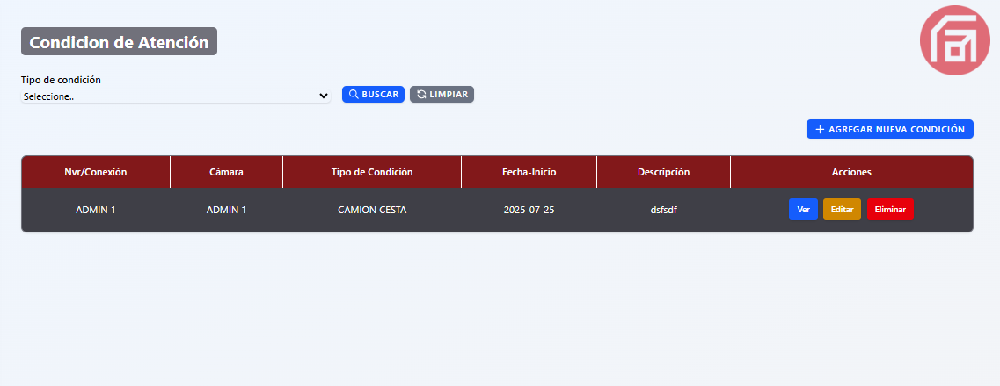 Condicion de Atención
Tipo de condición
Seleccione..
BUSCAR
LIMPIAR
AGREGAR NUEVA CONDICIÓN
Nvr/Conexión Cámara Tipo de Condición Fecha-Inicio Descripción Acciones
ADMIN 1 ADMIN 1 CAMION CESTA 2025-07-25 dsfsdf Ver Editar Eliminar